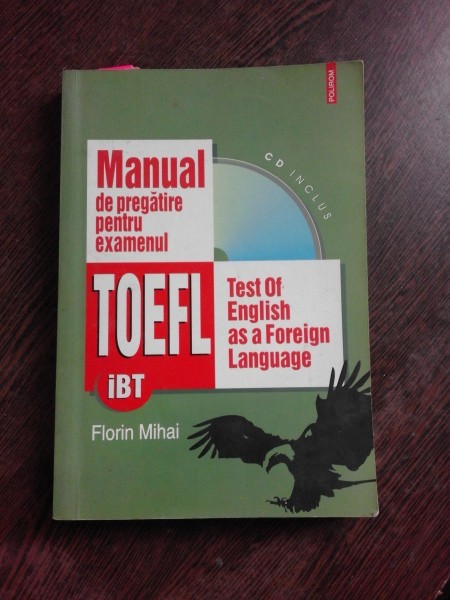 POLIROM
CD INCLUS
Manual
de pregătire
pentru
examenul
TOEFL
iBT
Test Of
English
as a Foreign
Language
Florin Mihai